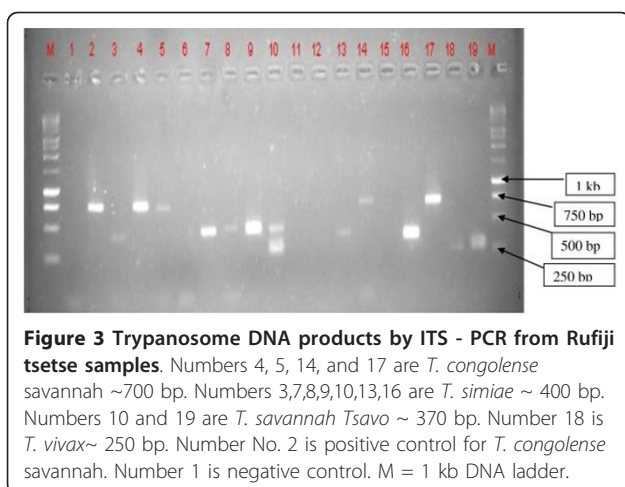 M 1 2 3 4 5 6 7 8 9 10 11 12 13 14 15 16 17 18 19 M
1 kb
750 bp
500 bp
250 bp
Figure 3 Trypanosome DNA products by ITS - PCR from Rufiji
tsetse samples. Numbers 4, 5, 14, and 17 are T. congolense
savannah ~700 bp. Numbers 3,7,8,9,10,13,16 are T. simiae ~ 400 bp.
Numbers 10 and 19 are T. savannah Tsavo ~ 370 bp. Number 18 is
T. vivax~ 250 bp. Number No. 2 is positive control for T. congolense
savannah. Number 1 is negative control. M = 1 kb DNA ladder.